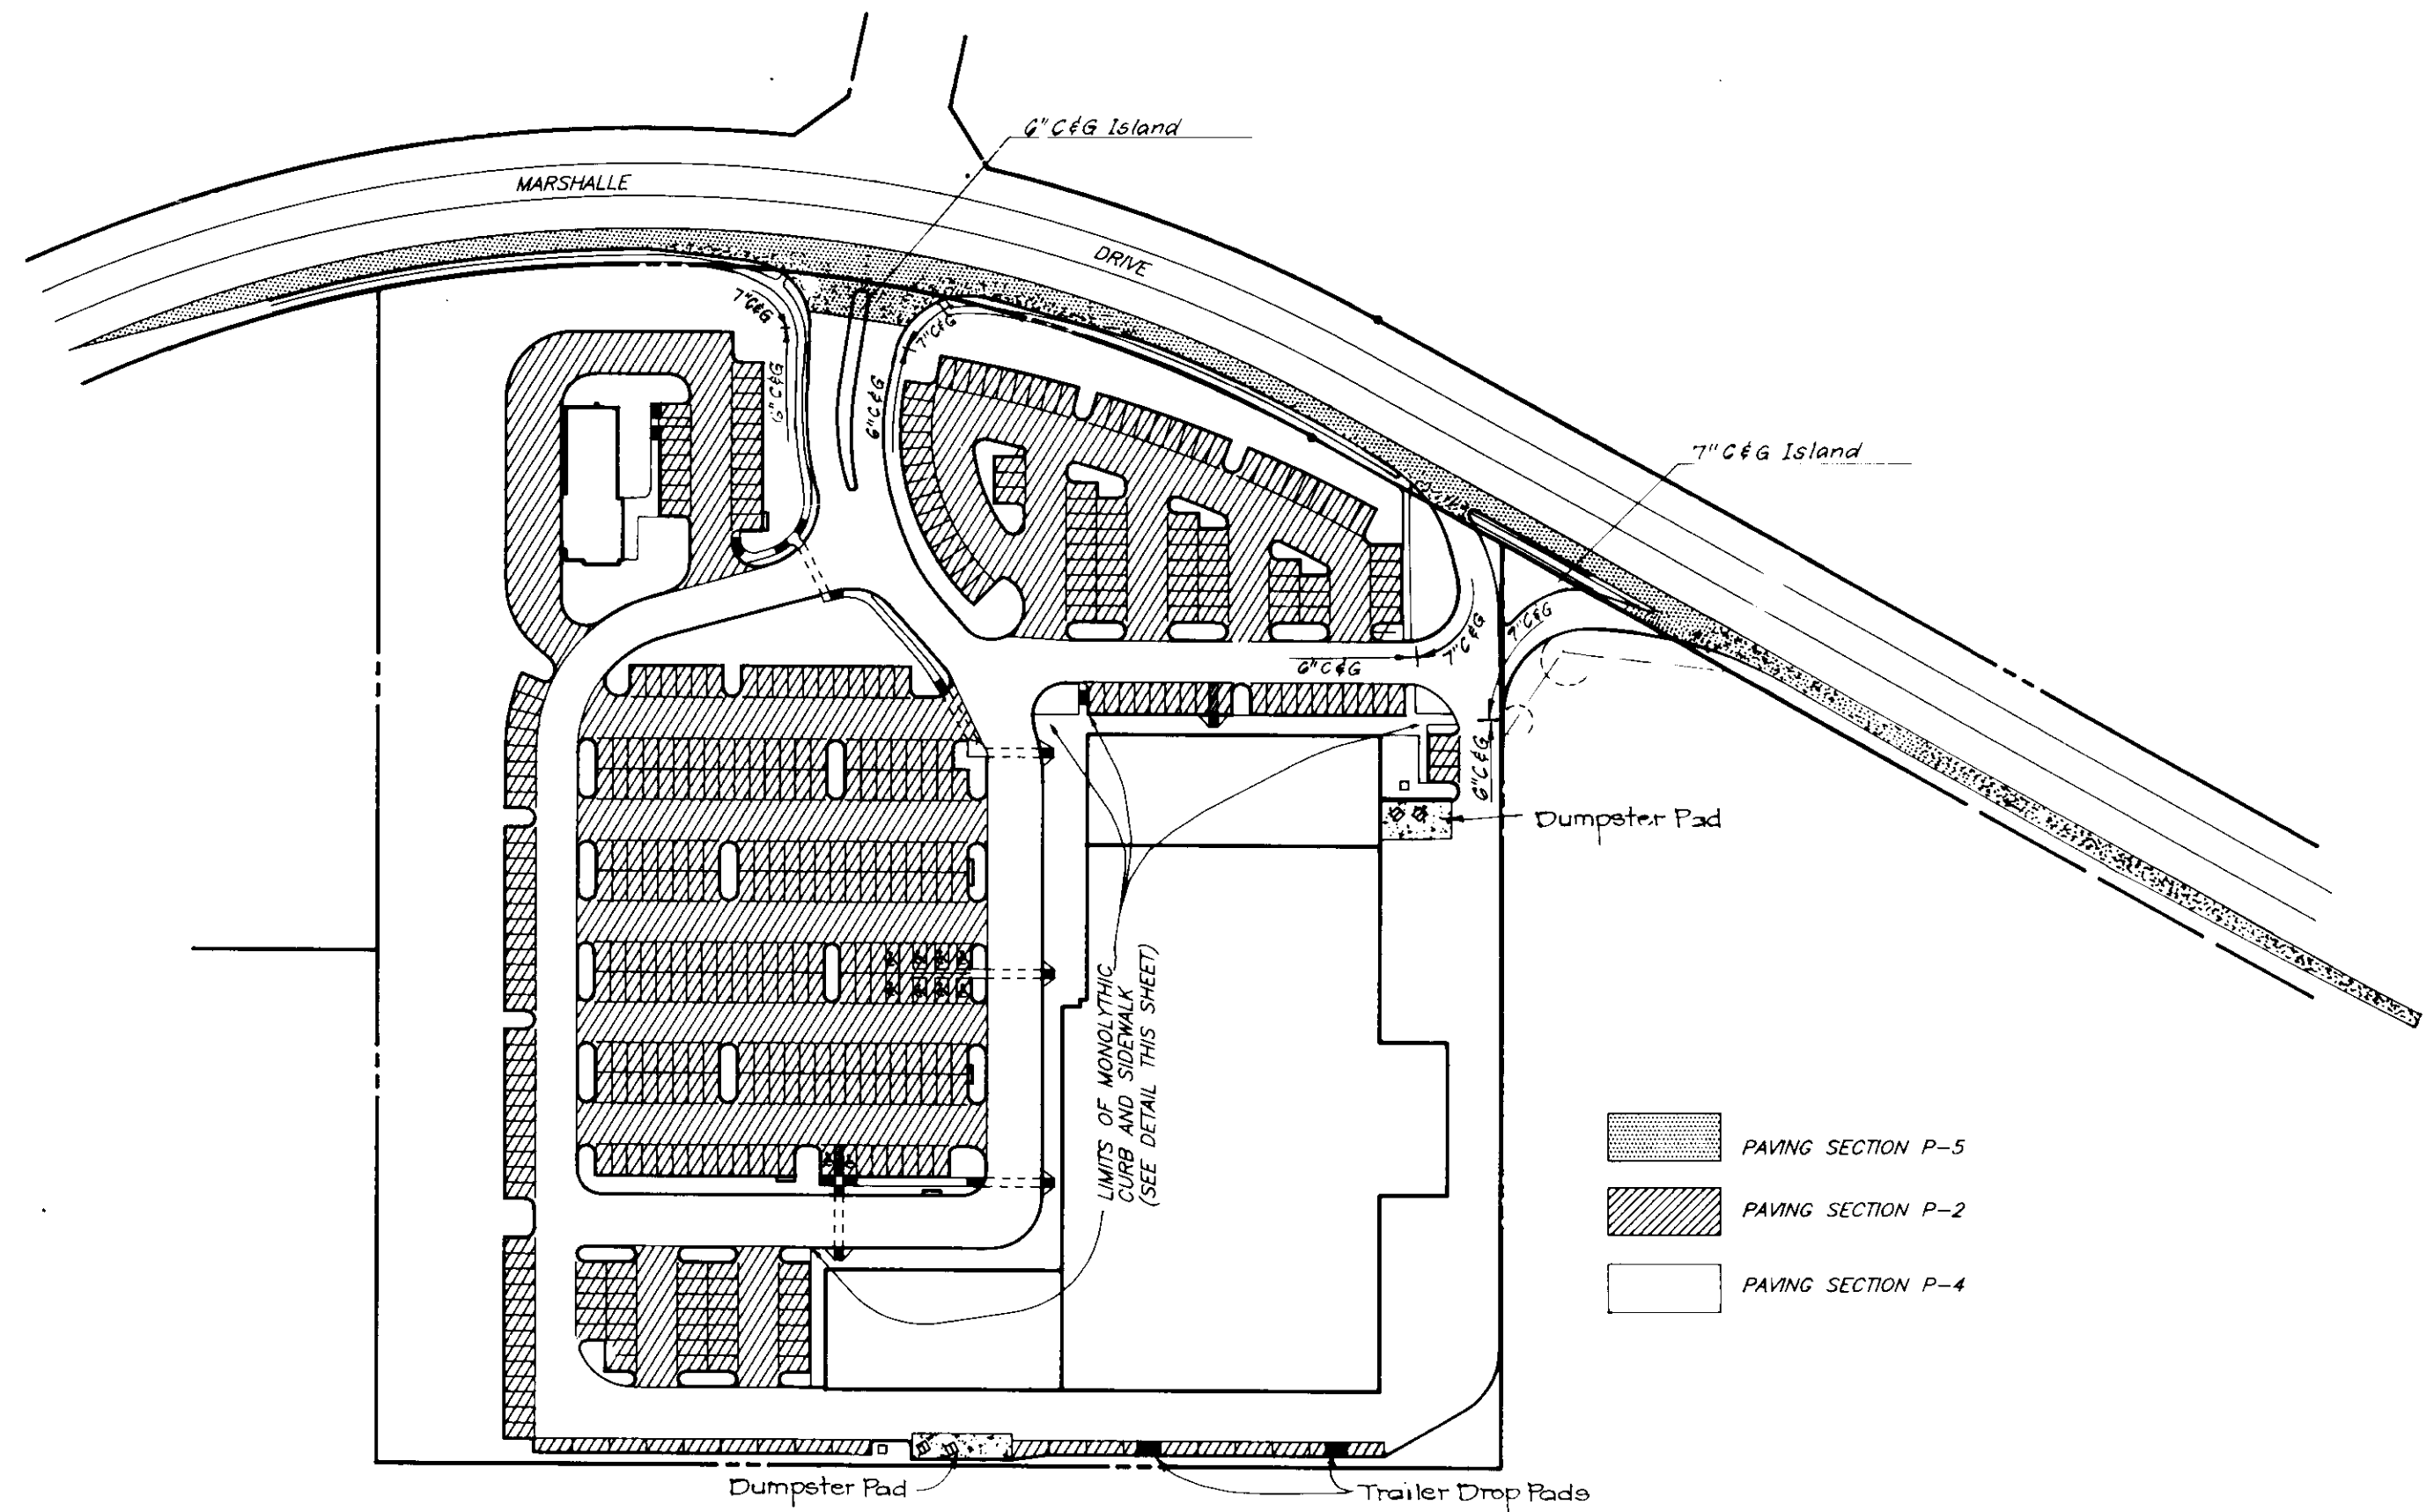 6" C&G Island
MARSHALLE
DRIVE
7" C&G
7" C&G
6" C&G
6" C&G
7" C&G Island
7" C&G
7" C&G
6" C&G
6" C&G
Dumpster Pad
LIMITS OF MONOLYTHIC
CURB AND SIDEWALK
(SEE DETAIL THIS SHEET)
PAVING SECTION P-5
PAVING SECTION P-2
PAVING SECTION P-4
Dumpster Pad
Trailer Drop Pads